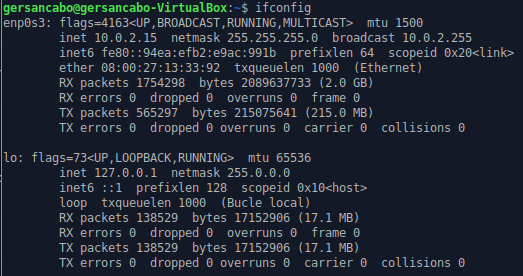 gersancabo@gersancabo-VirtualBox:~$ ifconfig
enp0s3: flags=4163<UP,BROADCAST,RUNNING,MULTICAST>  mtu 1500
        inet 10.0.2.15  netmask 255.255.255.0  broadcast 10.0.2.255
        inet6 fe80::94ea:efb2:e9ac:991b  prefixlen 64  scopeid 0x20<link>
        ether 08:00:27:13:33:92  txqueuelen 1000  (Ethernet)
        RX packets 1754298  bytes 2089637733 (2.0 GB)
        RX errors 0  dropped 0  overruns 0  frame 0
        TX packets 565297  bytes 215075641 (215.0 MB)
        TX errors 0  dropped 0 overruns 0  carrier 0  collisions 0

lo: flags=73<UP,LOOPBACK,RUNNING>  mtu 65536
        inet 127.0.0.1  netmask 255.0.0.0
        inet6 ::1  prefixlen 128  scopeid 0x10<host>
        loop  txqueuelen 1000  (Bucle local)
        RX packets 138529  bytes 17152906 (17.1 MB)
        RX errors 0  dropped 0  overruns 0  frame 0
        TX packets 138529  bytes 17152906 (17.1 MB)
        TX errors 0  dropped 0 overruns 0  carrier 0  collisions 0